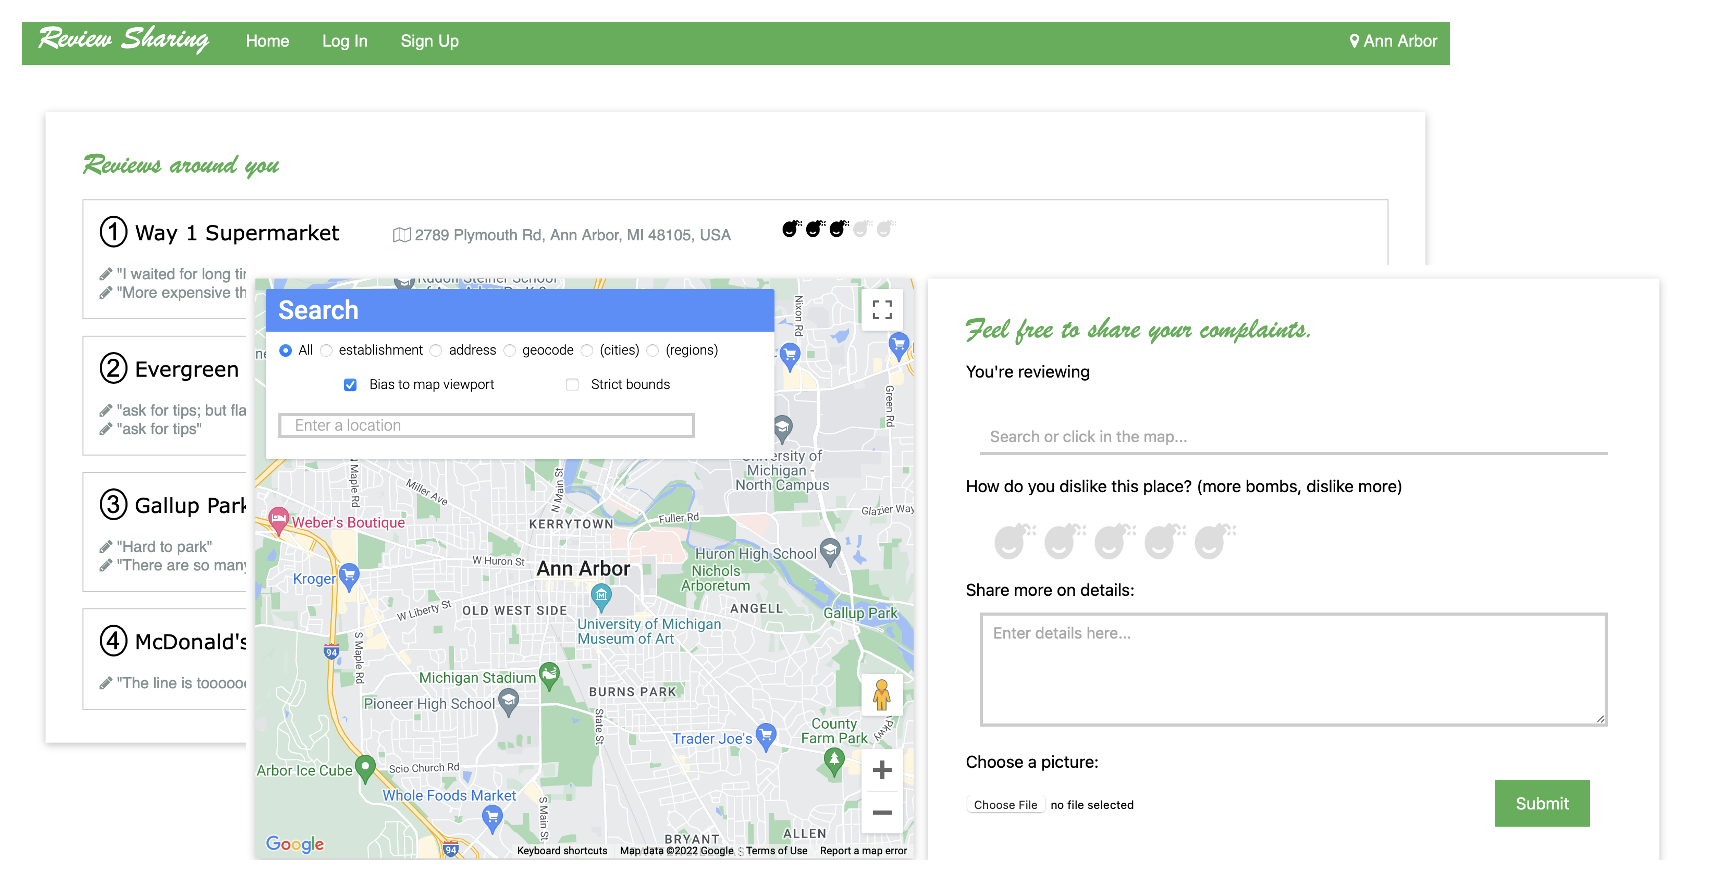 Review Sharing Home Log In Sign Up Ann Arbor
Reviews around you
1 Way 1 Supermarket 2789 Plymouth Rd, Ann Arbor, MI 48105, USA
"I waited for long
"More expensive
2 Evergreen
"ask for tips; but
"ask for tips"
3 Gallup Park
"Hard to park"
"There are so many
4 McDonald's
"The line is
Rudolf Steiner School
Search
All establishment address geocode (cities) (regions)
Bias to map viewport Strict bounds
Enter a location
Nixon Rd
Green Rd
University of
Michigan -
North Campus
N Maple Rd
Miller Ave
N Main St
Glazier Way
Fuller Rd
Weber's Boutique
KERRYTOWN
W Huron St
Huron High School
Ann Arbor
Nichols
Arboretum
Kroger
W Liberty St
OLD WEST SIDE
ANGELL
Gallup Park
University of Michigan
Museum of Art
94
S Maple Rd
Michigan Stadium
BURNS PARK
Pioneer High School
State St
County
Farm Park
Pkwy
Trader Joe's
Arbor Ice Cube
Scio Church Rd
Whole Foods Market
S Main St
BRYANT
ALLEN
Google
94
Keyboard shortcuts Map data ©2022 Google Terms of Use Report a map error
Feel free to share your complaints.
You're reviewing
Search or click in the map...
How do you dislike this place? (more bombs, dislike more)
Share more on details:
Enter details here...
Choose a picture:
Choose File no file selected
Submit